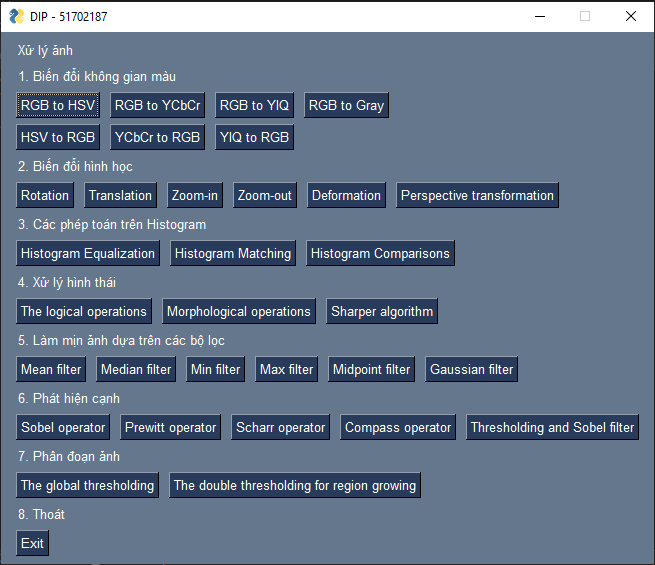 DIP - 51702187
Xử lý ảnh
1. Biến đổi không gian màu
RGB to HSV RGB to YCbCr RGB to YIQ RGB to Gray
HSV to RGB YCbCr to RGB YIQ to RGB
2. Biến đổi hình học
Rotation Translation Zoom-in Zoom-out Deformation Perspective transformation
3. Các phép toán trên Histogram
Histogram Equalization Histogram Matching Histogram Comparisons
4. Xử lý hình thái
The logical operations Morphological operations Sharper algorithm
5. Làm mịn ảnh dựa trên các bộ lọc
Mean filter Median filter Min filter Max filter Midpoint filter Gaussian filter
6. Phát hiện cạnh
Sobel operator Prewitt operator Scharr operator Compass operator Thresholding and Sobel filter
7. Phân đoạn ảnh
The global thresholding The double thresholding for region growing
8. Thoát
Exit